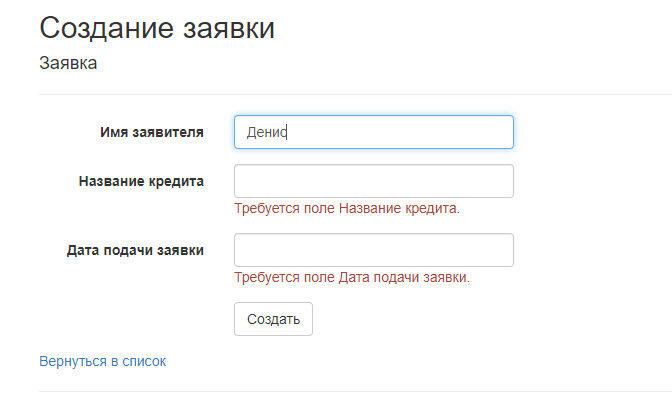 Создание заявки
Заявка
Имя заявителя
Денис
Название кредита
Требуется поле Название кредита.
Дата подачи заявки
Требуется поле Дата подачи заявки.
Создать
Вернуться в список